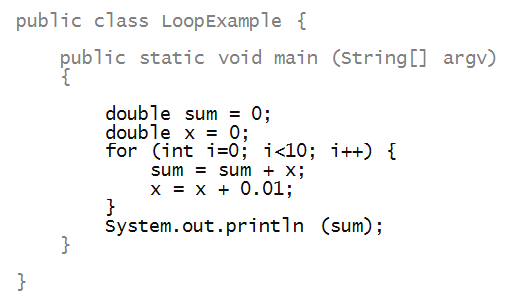 public class LoopExample {
public static void main (String[] argv)
{
double sum = 0;
double x = 0;
for (int i=0; i<10; i++) {
sum = sum + x;
x = x + 0.01;
}
System.out.println (sum);
}
}